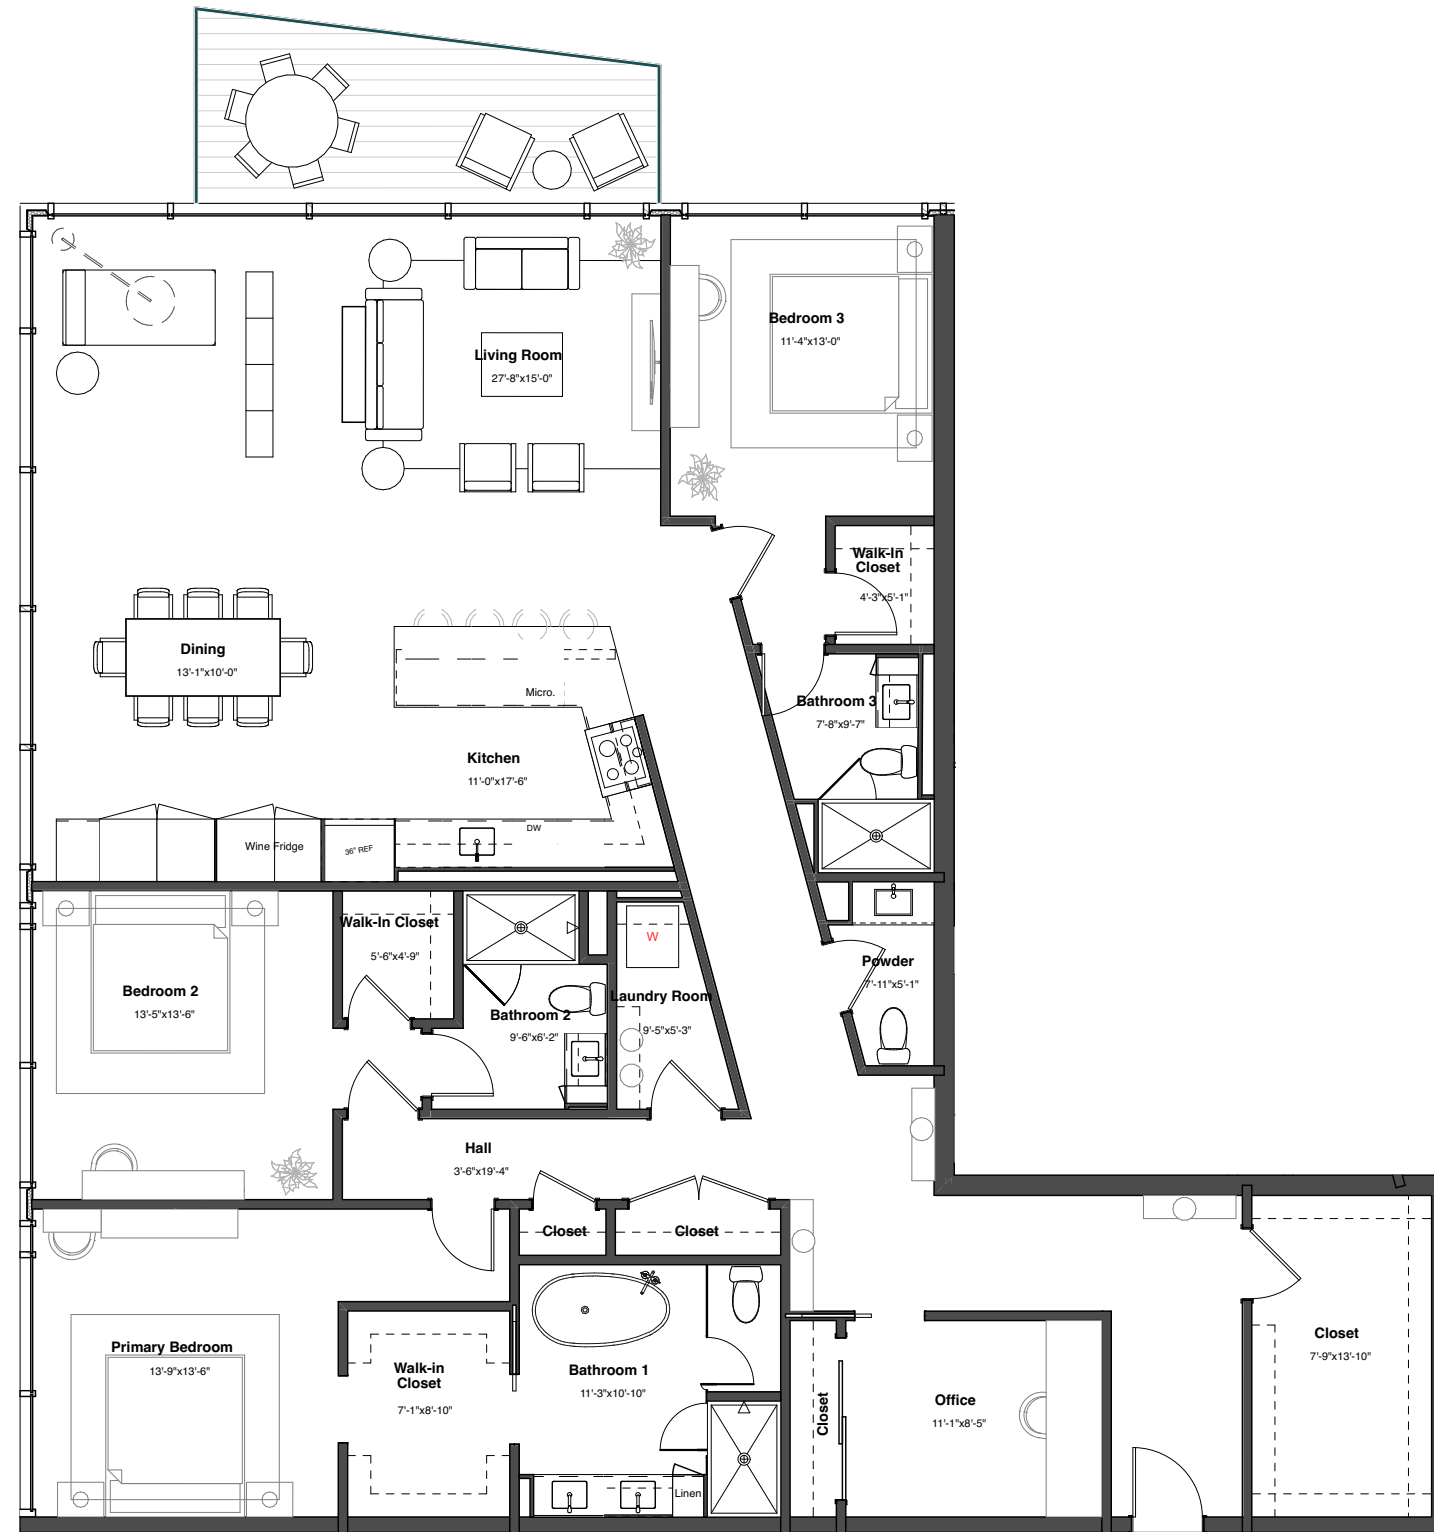 Bedroom 3
11'-4"x13'-0"
Living Room
27'-8"x15'-0"
Walk-In
Closet
4'-3"x5'-1"
Dining
13'-1"x10'-0"
Micro.
Bathroom 3
7'-8"x9'-7"
Kitchen
11'-0"x17'-6"
DW
Wine Fridge
36" REF
Walk-In Closet
5'-6"x4'-9"
W
Powder
7'-11"x5'-1"
Bedroom 2
13'-5"x13'-6"
Laundry Room
9'-5"x5'-3"
Bathroom 2
9'-6"x6'-2"
Hall
3'-6"x19'-4"
Closet
Closet
Primary Bedroom
13'-9"x13'-6"
Walk-in
Closet
7'-1"x8'-10"
Bathroom 1
11'-3"x10'-10"
Closet
Office
11'-1"x8'-5"
Closet
7'-9"x13'-10"
Linen